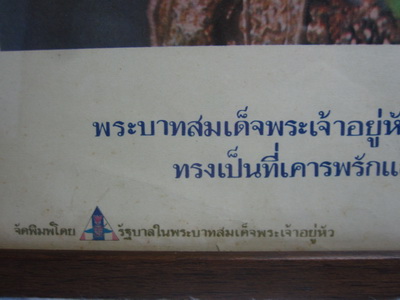 พระบาทสมเด็จพระเจ้าอยู่หั
ทรงเป็นที่เคารพรักแ
จัดพิมพ์โดย รัฐบาลในพระบาทสมเด็จพระเจ้าอยู่หัว